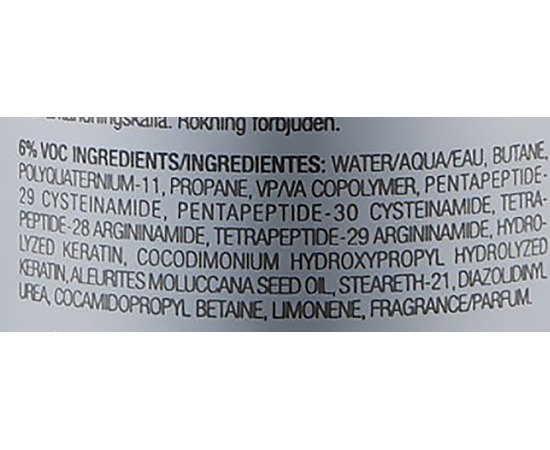 Rökning förbjuden.
6% VOC INGREDIENTS/INGREDIENTES: WATER/AQUA/EAU, BUTANE,
POLYQUATERNIUM-11, PROPANE, VP/VA COPOLYMER, PENTAPEPTIDE-
29 CYSTEINAMIDE, PENTAPEPTIDE-30 CYSTEINAMIDE, TETRA-
PEPTIDE-28 ARGININAMIDE, TETRAPEPTIDE-29 ARGININAMIDE, HYDRO-
LYZED KERATIN, COCODIMONIUM HYDROXYPROPYL HYDROLYZED
KERATIN, ALEURITES MOLUCCANA SEED OIL, STEARETH-21, DIAZOLIDINYL
UREA, COCAMIDOPROPYL BETAINE, LIMONENE, FRAGRANCE/PARFUM.